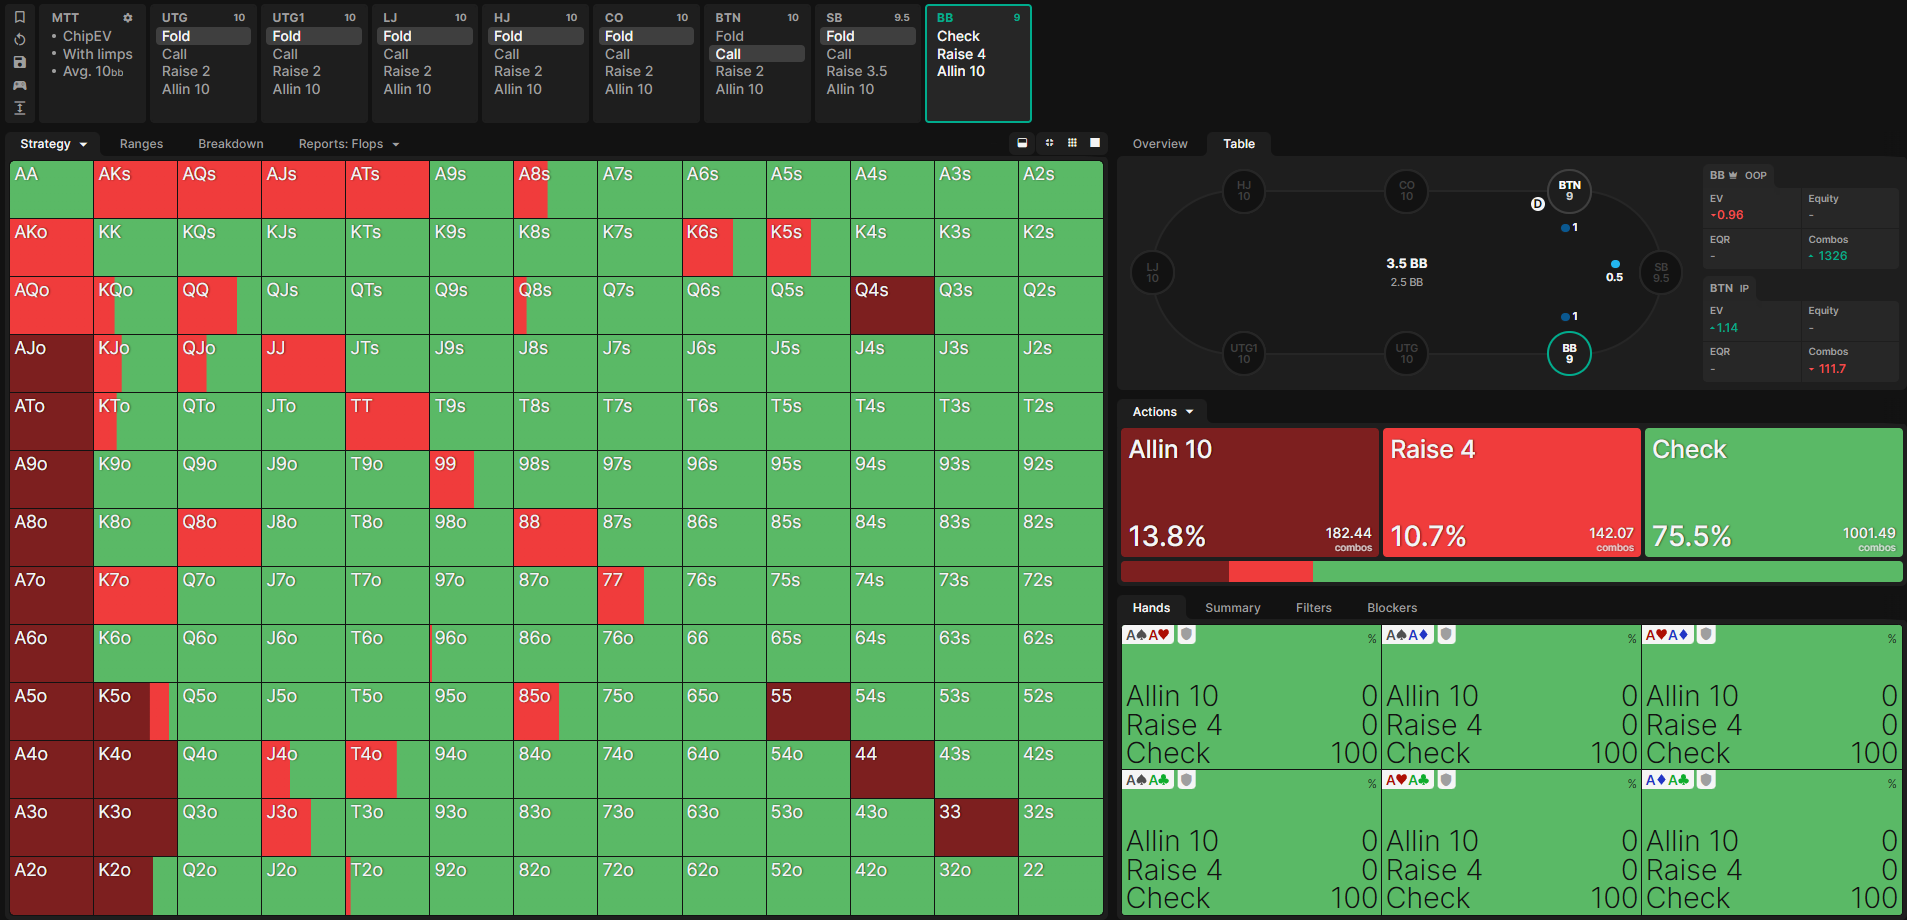 MTT
ChipEV
With limps
Avg. 10bb
UTG 10
Fold
Call
Raise 2
Allin 10
UTG1 10
Fold
Call
Raise 2
Allin 10
LJ 10
Fold
Call
Raise 2
Allin 10
HJ 10
Fold
Call
Raise 2
Allin 10
CO 10
Fold
Call
Raise 2
Allin 10
BTN 10
Fold
Call
Raise 2
Allin 10
SB 9.5
Fold
Call
Raise 3.5
Allin 10
BB 9
Check
Raise 4
Allin 10
Strategy Ranges Breakdown Reports: Flops
AA AKs AQs AJs ATs A9s A8s A7s A6s A5s A4s A3s A2s
AKo KK KQs KJs KTs K9s K8s K7s K6s K5s K4s K3s K2s
AQo KQo QQ QJs QTs Q9s Q8s Q7s Q6s Q5s Q4s Q3s Q2s
AJo KJo QJo JJ JTs J9s J8s J7s J6s J5s J4s J3s J2s
ATo KTo QTo JTo TT T9s T8s T7s T6s T5s T4s T3s T2s
A9o K9o Q9o J9o T9o 99 98s 97s 96s 95s 94s 93s 92s
A8o K8o Q8o J8o T8o 98o 88 87s 86s 85s 84s 83s 82s
A7o K7o Q7o J7o T7o 97o 87o 77 76s 75s 74s 73s 72s
A6o K6o Q6o J6o T6o 96o 86o 76o 66 65s 64s 63s 62s
A5o K5o Q5o J5o T5o 95o 85o 75o 65o 55 54s 53s 52s
A4o K4o Q4o J4o T4o 94o 84o 74o 64o 54o 44 43s 42s
A3o K3o Q3o J3o T3o 93o 83o 73o 63o 53o 43o 33 32s
A2o K2o Q2o J2o T2o 92o 82o 72o 62o 52o 42o 32o 22
Overview Table
HJ
10
CO
10
BTN
9
D
1
LJ
10
3.5 BB
2.5 BB
0.5
SB
9.5
1
UTG1
10
UTG
10
BB
9
BB OOP
EV Equity
0.96 -
EQR Combos
- 1326
BTN IP
EV Equity
1.14 -
EQR Combos
- 111.7
Actions
Allin 10
13.8%
182.44
combos
Raise 4
10.7%
142.07
combos
Check
75.5%
1001.49
combos
Hands Summary Filters Blockers
A♠A♥ %
Allin 10 0
Raise 4 0
Check 100
A♠A♦ %
Allin 10 0
Raise 4 0
Check 100
A♥A♦ %
Allin 10 0
Raise 4 0
Check 100
A♠A♣ %
Allin 10 0
Raise 4 0
Check 100
A♥A♣ %
Allin 10 0
Raise 4 0
Check 100
A♦A♣ %
Allin 10 0
Raise 4 0
Check 100